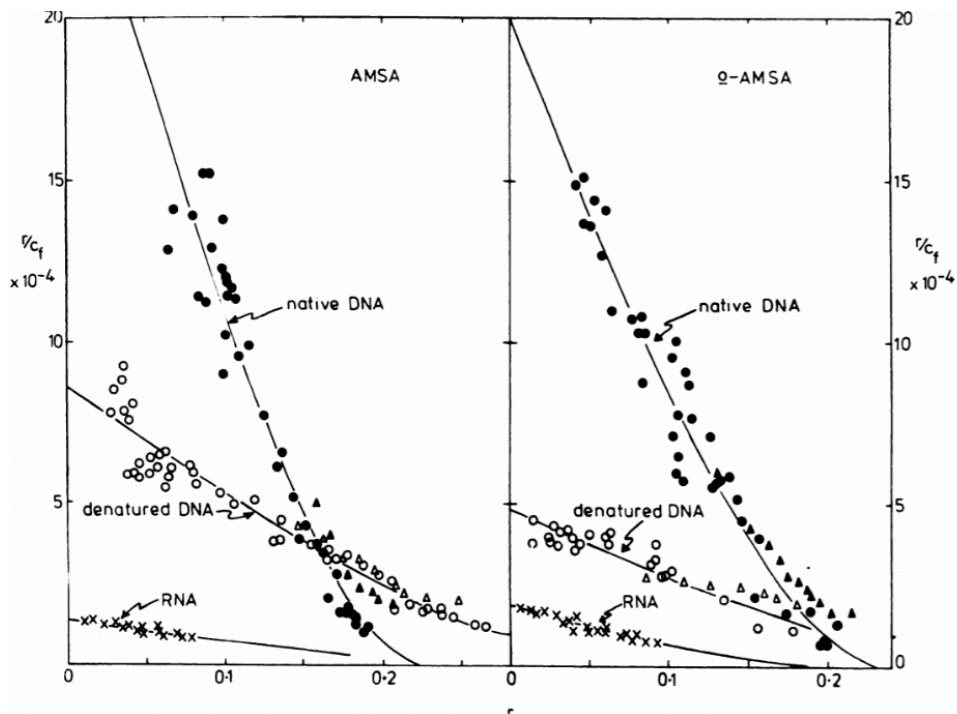 20
AMSA
o-AMSA
20
15
15
r/cf
× 10⁻⁴
r/cf
× 10⁻⁴
native DNA
native DNA
10
10
5
denatured DNA
denatured DNA
5
RNA
RNA
0
0
0.1
0.2
0
0.1
0.2
r